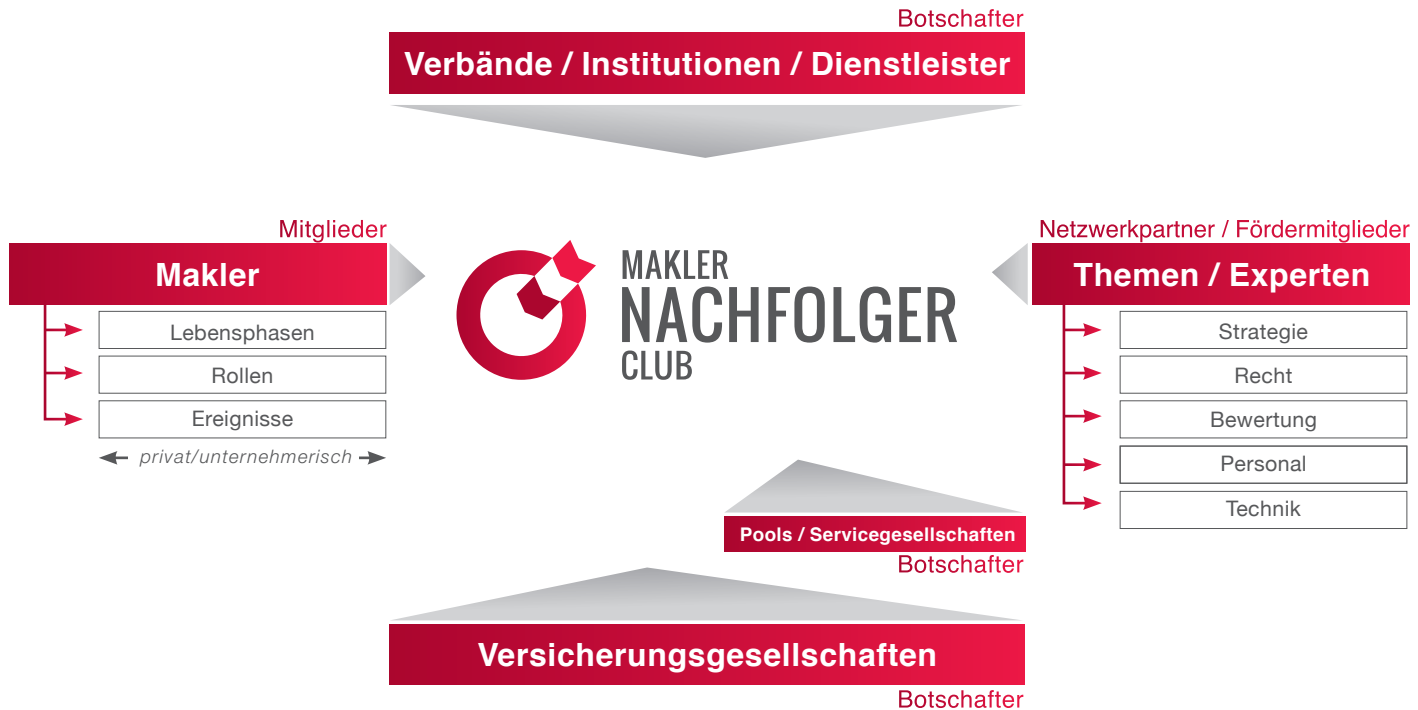 Botschafter
Verbände / Institutionen / Dienstleister
Mitglieder
Makler
Lebensphasen
Rollen
Ereignisse
privat/unternehmerisch
MAKLER
NACHFOLGER
CLUB
Netzwerkpartner / Fördermitglieder
Themen / Experten
Strategie
Recht
Bewertung
Personal
Technik
Pools / Servicegesellschaften
Botschafter
Versicherungsgesellschaften
Botschafter